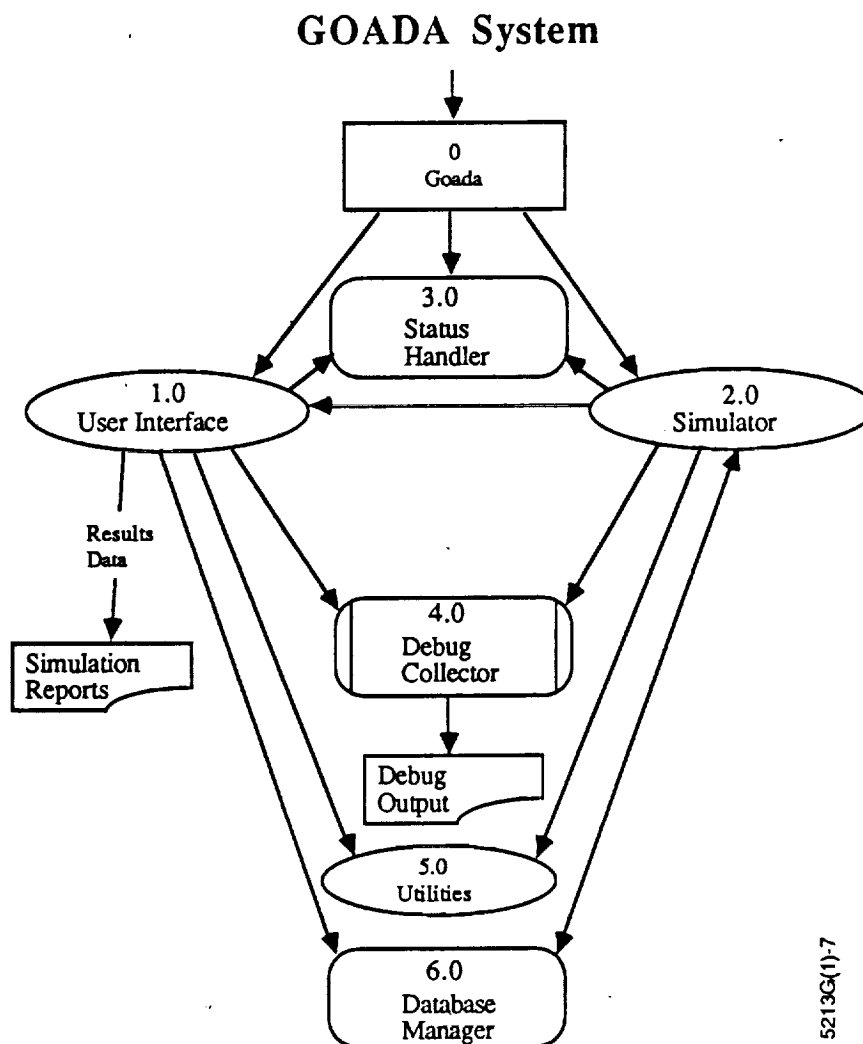 GOADA System
0
Goada
3.0
Status
Handler
1.0
User Interface
2.0
Simulator
Results
Data
4.0
Debug
Collector
Simulation
Reports
Debug
Output
5.0
Utilities
6.0
Database
Manager
5213G(1)-7